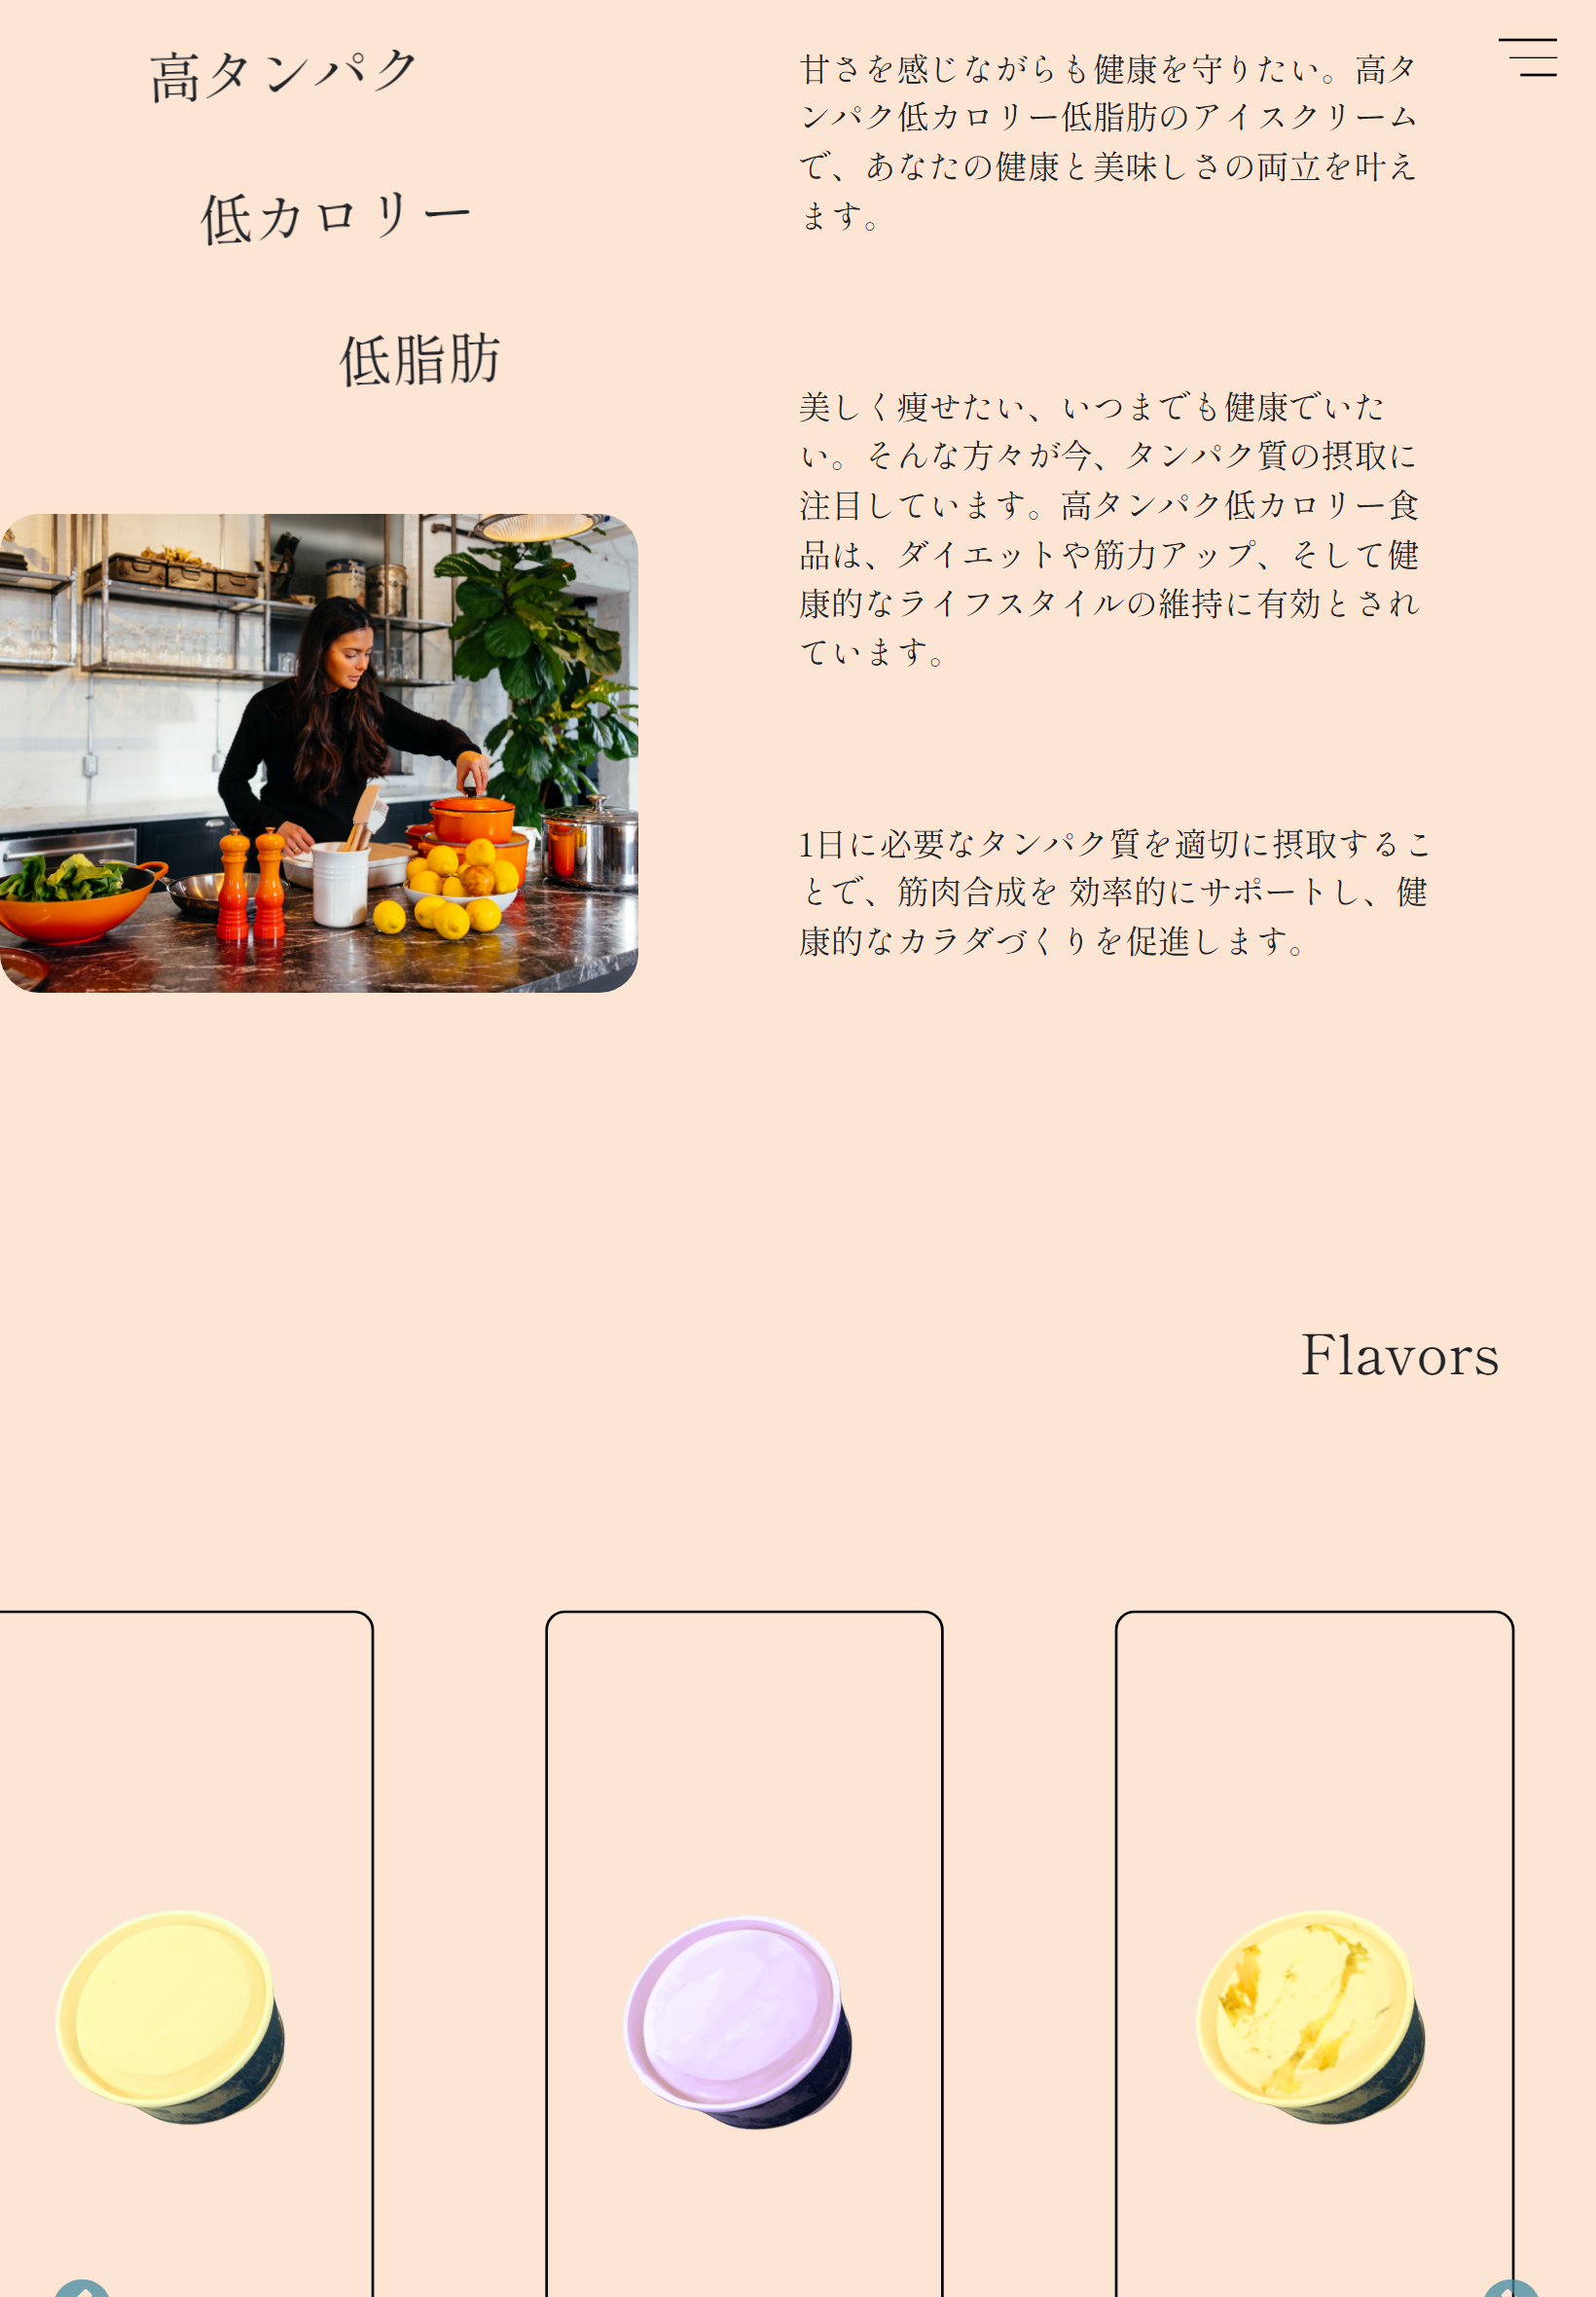 高タンパク
低カロリー
低脂肪
甘さを感じながらも健康を守りたい。高タ
ンパク低カロリー低脂肪のアイスクリーム
で、あなたの健康と美味しさの両立を叶え
ます。
美しく痩せたい、いつまでも健康でいた
い。そんな方々が今、タンパク質の摂取に
注目しています。高タンパク低カロリー食
品は、ダイエットや筋力アップ、そして健
康的なライフスタイルの維持に有効とされ
ています。
1日に必要なタンパク質を適切に摂取するこ
とで、筋肉合成を 効率的にサポートし、健
康的なカラダづくりを促進します。
Flavors